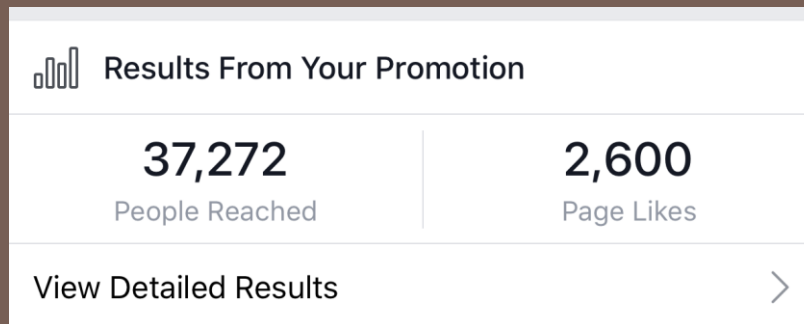 Results From Your Promotion
37,272 2,600
People Reached Page Likes
View Detailed Results